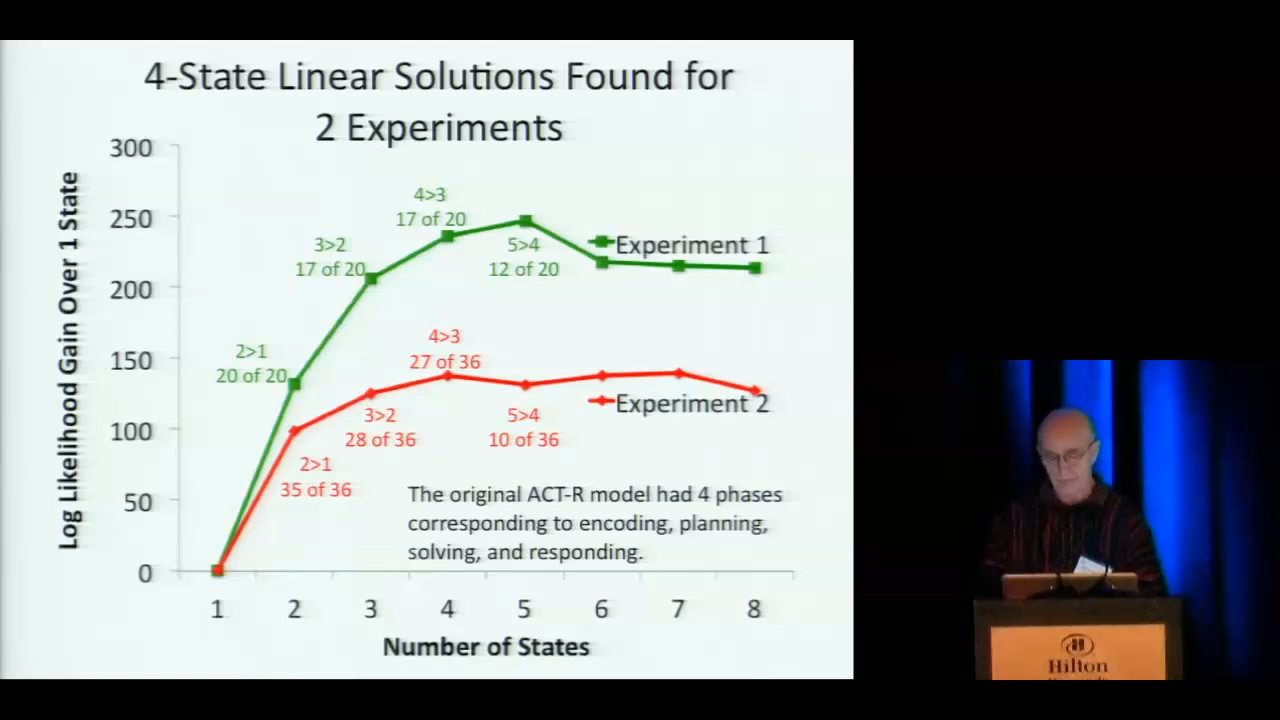 4-State Linear Solutions Found for
2 Experiments
Log Likelihood Gain Over 1 State
300
250
200
150
100
50
0
4>3
17 of 20
3>2
17 of 20
5>4
12 of 20
Experiment 1
2>1
20 of 20
4>3
27 of 36
3>2
28 of 36
5>4
10 of 36
Experiment 2
2>1
35 of 36
The original ACT-R model had 4 phases
corresponding to encoding, planning,
solving, and responding.
1 2 3 4 5 6 7 8
Number of States
Hilton